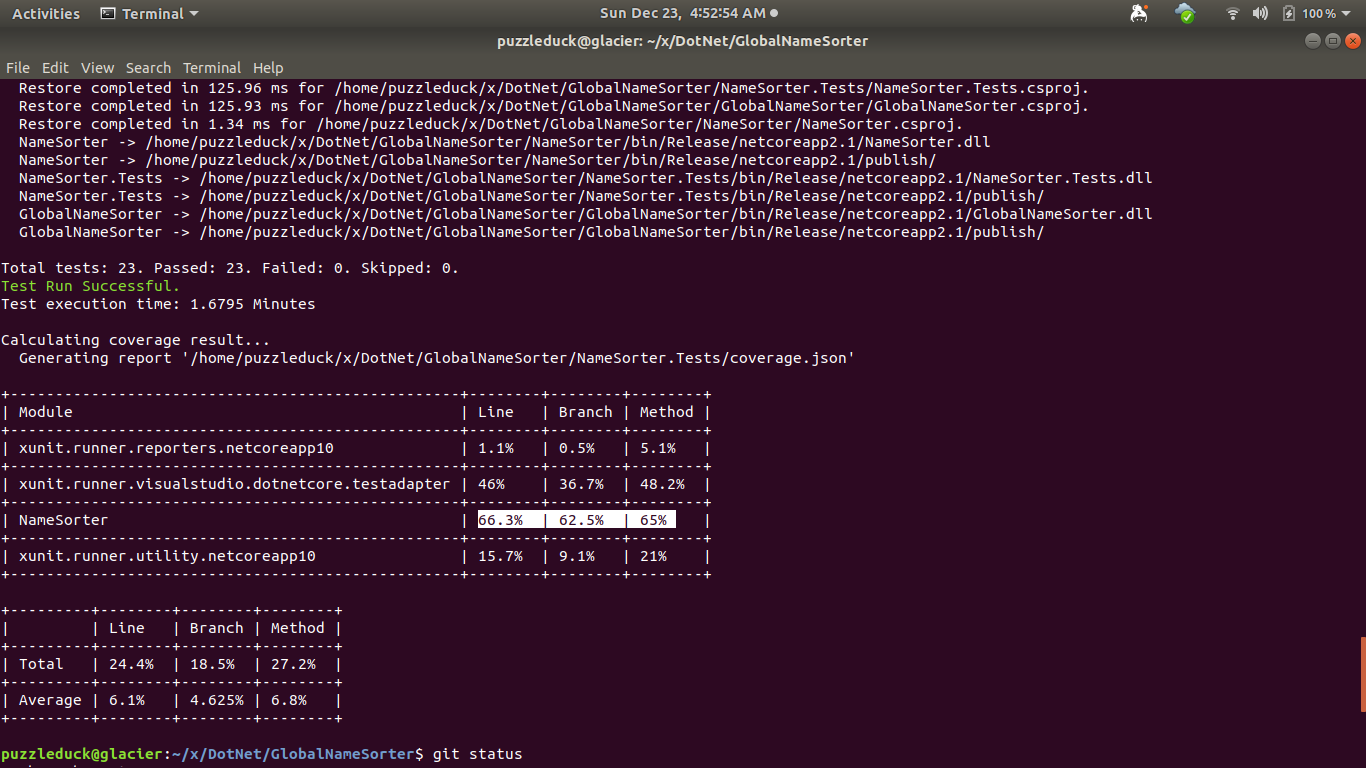 Activities Terminal Sun Dec 23, 4:52:54 AM 100%
puzzleduck@glacier: ~/x/DotNet/GlobalNameSorter
File Edit View Search Terminal Help
  Restore completed in 125.96 ms for /home/puzzleduck/x/DotNet/GlobalNameSorter/NameSorter.Tests/NameSorter.Tests.csproj.
  Restore completed in 125.93 ms for /home/puzzleduck/x/DotNet/GlobalNameSorter/GlobalNameSorter/GlobalNameSorter.csproj.
  Restore completed in 1.34 ms for /home/puzzleduck/x/DotNet/GlobalNameSorter/NameSorter/NameSorter.csproj.
  NameSorter -> /home/puzzleduck/x/DotNet/GlobalNameSorter/NameSorter/bin/Release/netcoreapp2.1/NameSorter.dll
  NameSorter -> /home/puzzleduck/x/DotNet/GlobalNameSorter/NameSorter/bin/Release/netcoreapp2.1/publish/
  NameSorter.Tests -> /home/puzzleduck/x/DotNet/GlobalNameSorter/NameSorter.Tests/bin/Release/netcoreapp2.1/NameSorter.Tests.dll
  NameSorter.Tests -> /home/puzzleduck/x/DotNet/GlobalNameSorter/NameSorter.Tests/bin/Release/netcoreapp2.1/publish/
  GlobalNameSorter -> /home/puzzleduck/x/DotNet/GlobalNameSorter/GlobalNameSorter/bin/Release/netcoreapp2.1/GlobalNameSorter.dll
  GlobalNameSorter -> /home/puzzleduck/x/DotNet/GlobalNameSorter/GlobalNameSorter/bin/Release/netcoreapp2.1/publish/
Total tests: 23. Passed: 23. Failed: 0. Skipped: 0.
Test Run Successful.
Test execution time: 1.6795 Minutes
Calculating coverage result...
  Generating report '/home/puzzleduck/x/DotNet/GlobalNameSorter/NameSorter.Tests/coverage.json'
+--------------------------------------------------+--------+--------+--------+
| Module                                           | Line   | Branch | Method |
+--------------------------------------------------+--------+--------+--------+
| xunit.runner.reporters.netcoreapp10              | 1.1%   | 0.5%   | 5.1%   |
+--------------------------------------------------+--------+--------+--------+
| xunit.runner.visualstudio.dotnetcore.testadapter | 46%    | 36.7%  | 48.2%  |
+--------------------------------------------------+--------+--------+--------+
| NameSorter                                       | 66.3%  | 62.5%  | 65%    |
+--------------------------------------------------+--------+--------+--------+
| xunit.runner.utility.netcoreapp10                | 15.7%  | 9.1%   | 21%    |
+--------------------------------------------------+--------+--------+--------+
+---------+--------+--------+--------+
|         | Line   | Branch | Method |
+---------+--------+--------+--------+
| Total   | 24.4%  | 18.5%  | 27.2%  |
+---------+--------+--------+--------+
| Average | 6.1%   | 4.625% | 6.8%   |
+---------+--------+--------+--------+
puzzleduck@glacier:~/x/DotNet/GlobalNameSorter$ git status